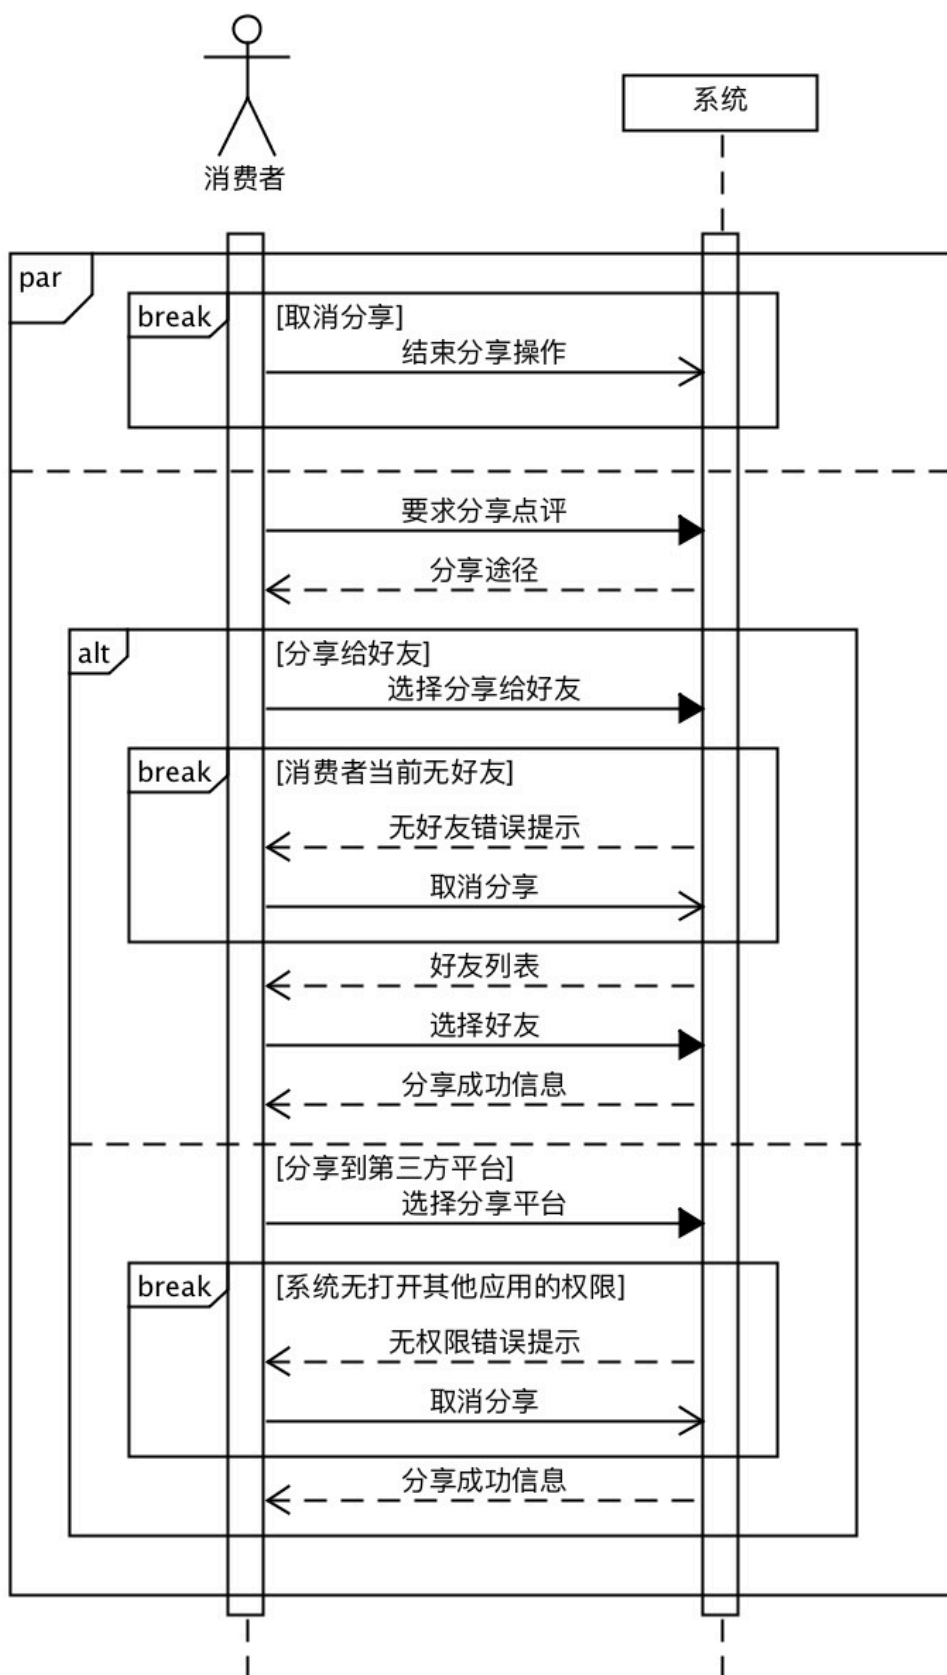 系统
消费者
par
break
[取消分享]
结束分享操作
要求分享点评
分享途径
alt
[分享给好友]
选择分享给好友
break
[消费者当前无好友]
无好友错误提示
取消分享
好友列表
选择好友
分享成功信息
[分享到第三方平台]
选择分享平台
break
[系统无打开其他应用的权限]
无权限错误提示
取消分享
分享成功信息